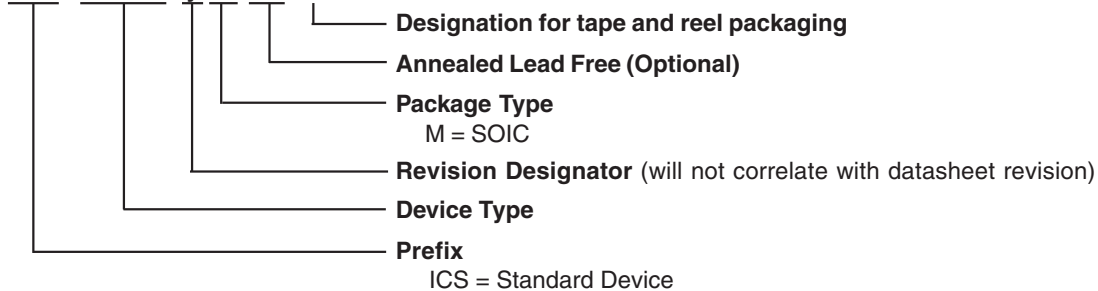 Designation for tape and reel packaging
Annealed Lead Free (Optional)
Package Type
M = SOIC
Revision Designator (will not correlate with datasheet revision)
Device Type
Prefix
ICS = Standard Device